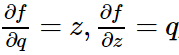 ∂f/∂q = z, ∂f/∂z = q